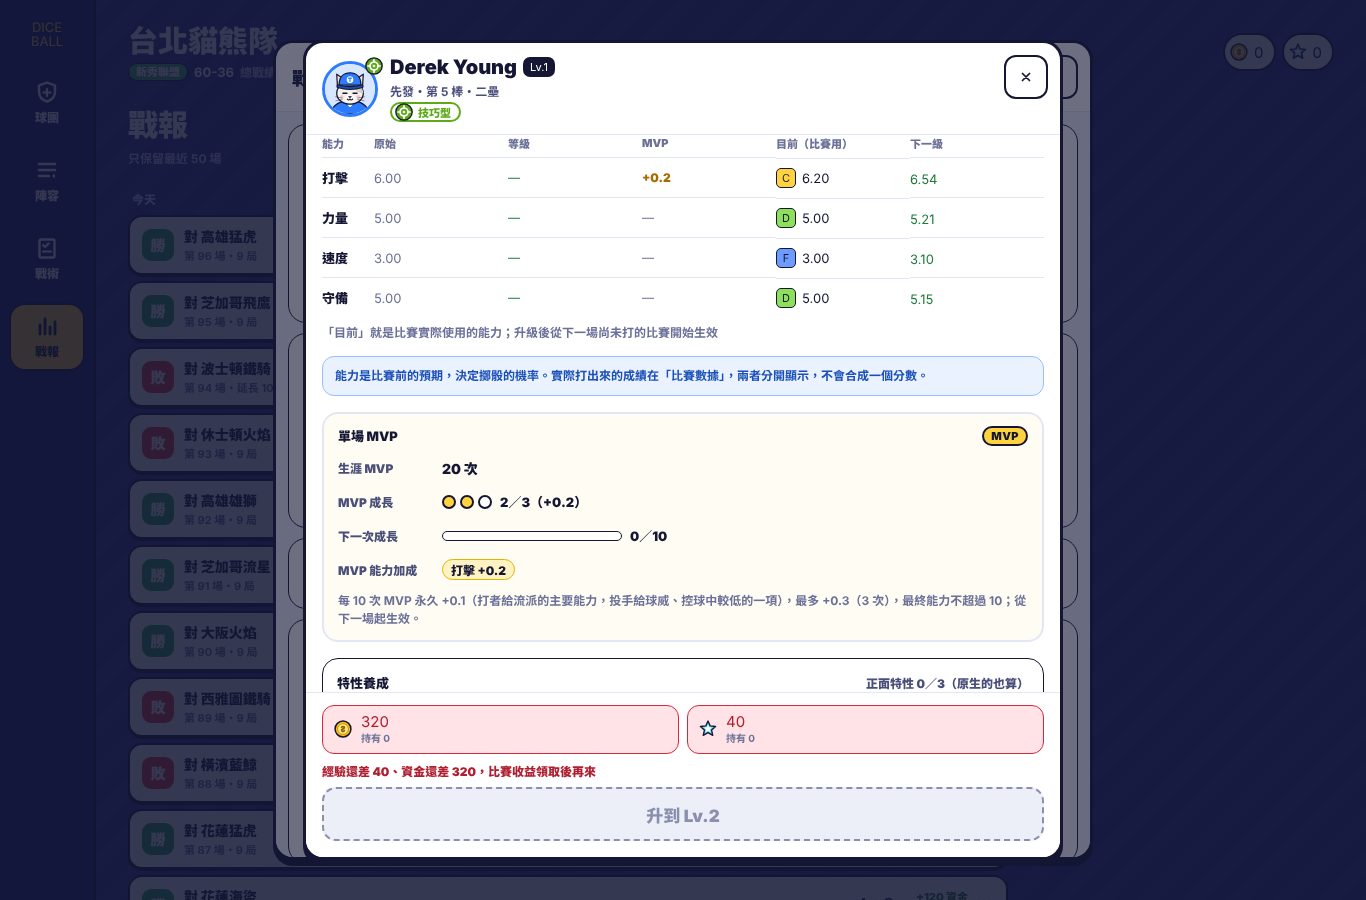 DICE
BALL
台北貓熊隊
新秀聯盟 60-36 總戰績
0
0
球團
陣容
戰術
戰報
戰報
只保留最近 50 場
今天
勝 對 高雄猛虎
第 96 場・9 局
勝 對 芝加哥飛鷹
第 95 場・9 局
敗 對 波士頓鐵騎
第 94 場・延長 10
敗 對 休士頓火焰
第 93 場・9 局
勝 對 高雄雄獅
第 92 場・9 局
勝 對 芝加哥流星
第 91 場・9 局
勝 對 大阪火焰
第 90 場・9 局
敗 對 西雅圖鐵騎
第 89 場・9 局
敗 對 橫濱藍鯨
第 88 場・9 局
勝 對 花蓮猛虎
第 87 場・9 局
對 花蓮海盜
+120 資金
Derek Young Lv.1
先發・第 5 棒・二壘
技巧型
×
能力 原始 等級 MVP 目前（比賽用） 下一級
打擊 6.00 — +0.2 C 6.20 6.54
力量 5.00 — — D 5.00 5.21
速度 3.00 — — F 3.00 3.10
守備 5.00 — — D 5.00 5.15
「目前」就是比賽實際使用的能力；升級後從下一場尚未打的比賽開始生效
能力是比賽前的預期，決定擲骰的機率。實際打出來的成績在「比賽數據」，兩者分開顯示，不會合成一個分數。
單場 MVP MVP
生涯 MVP 20 次
MVP 成長 2／3（+0.2）
下一次成長 0／10
MVP 能力加成 打擊 +0.2
每 10 次 MVP 永久 +0.1（打者給流派的主要能力，投手給球威、控球中較低的一項），最多 +0.3（3 次），最終能力不超過 10；從
下一場起生效。
特性養成 正面特性 0／3（原生的也算）
320
持有 0
40
持有 0
經驗還差 40、資金還差 320，比賽收益領取後再來
升到 Lv.2